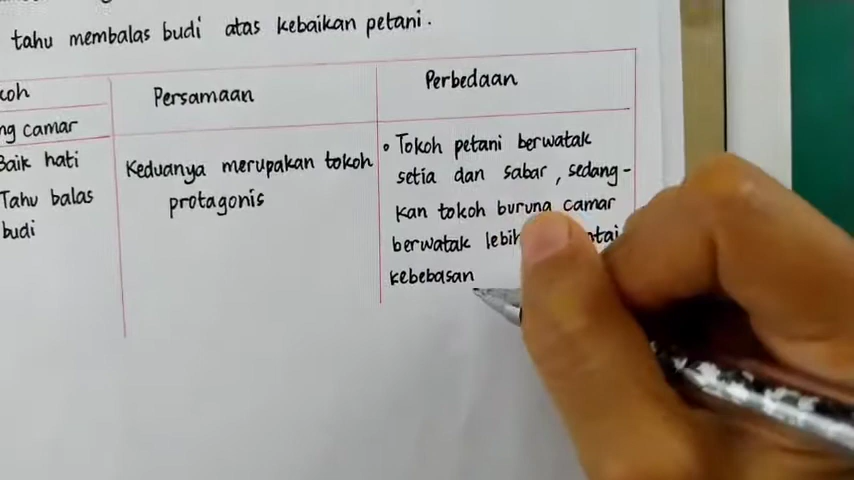 tahu membalas budi atas kebaikan petani.
koh
Persamaan
Perbedaan
ng camar
Baik hati
Tahu balas
budi
Keduanya merupakan tokoh
protagonis
• Tokoh petani berwatak
setia dan sabar, sedang-
kan tokoh burung camar
berwatak lebih
kebebasan